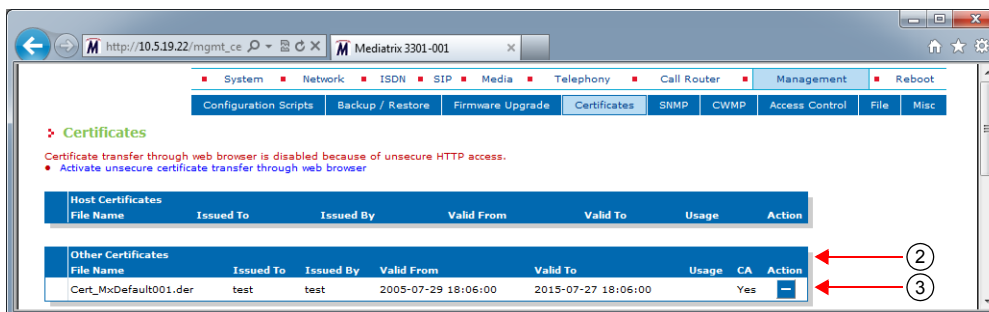 http://10.5.19.22/mgmt_ce Mediatrix 3301-001
System Network ISDN SIP Media Telephony Call Router Management Reboot
Configuration Scripts Backup / Restore Firmware Upgrade Certificates SNMP CWMP Access Control File Misc
Certificates
Certificate transfer through web browser is disabled because of unsecure HTTP access.
Activate unsecure certificate transfer through web browser
Host Certificates
File Name Issued To Issued By Valid From Valid To Usage Action
Other Certificates
2
File Name Issued To Issued By Valid From Valid To Usage CA Action
Cert_MxDefault001.der test test 2005-07-29 18:06:00 2015-07-27 18:06:00 Yes
3